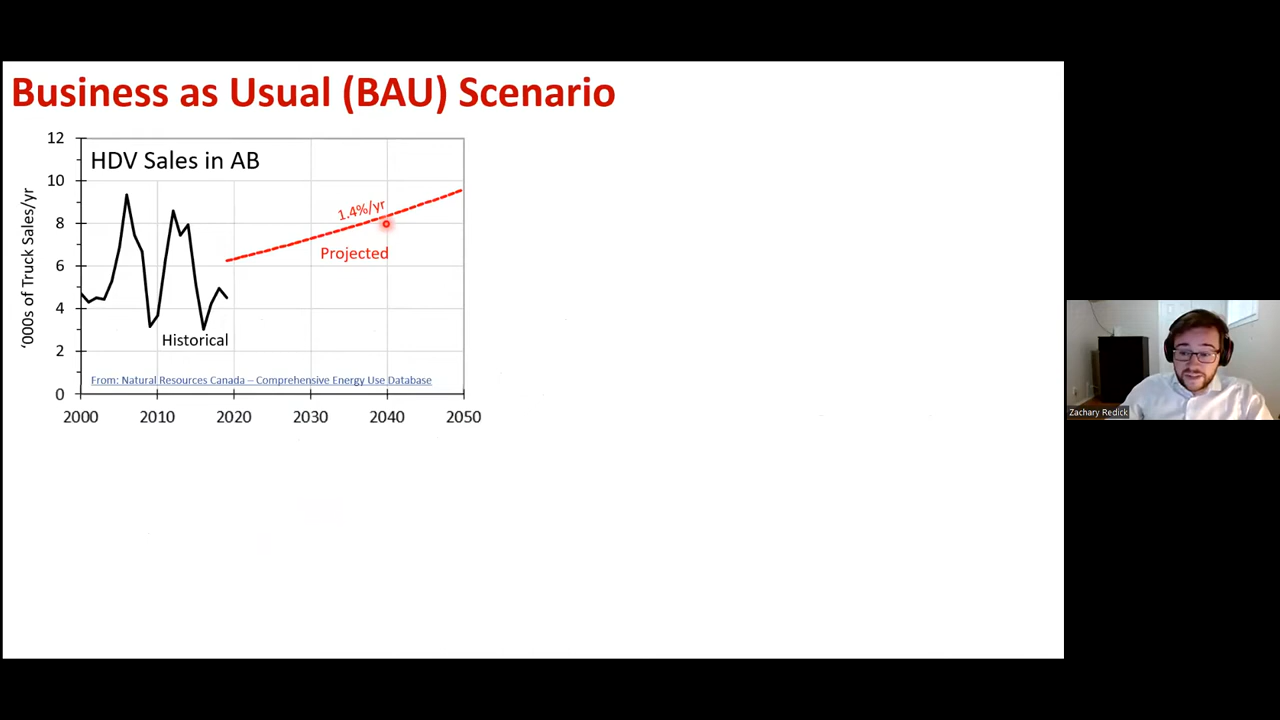 Business as Usual (BAU) Scenario
12
HDV Sales in AB
10
8
6
4
2
0
'000s of Truck Sales/yr
1.4%/yr
Projected
Historical
From: Natural Resources Canada – Comprehensive Energy Use Database
2000 2010 2020 2030 2040 2050
Zachary Redick